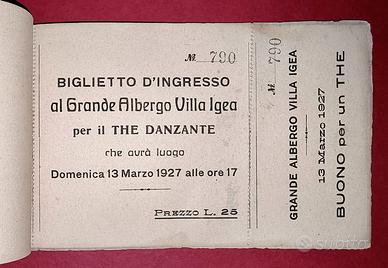 № 790
BIGLIETTO D'INGRESSO
al Grande Albergo Villa Igea
per il THE DANZANTE
che avrà luogo
Domenica 13 Marzo 1927 alle ore 17
PREZZO L. 25
№ 790
GRANDE ALBERGO VILLA IGEA
13 Marzo 1927
BUONO per un THE
subito.it